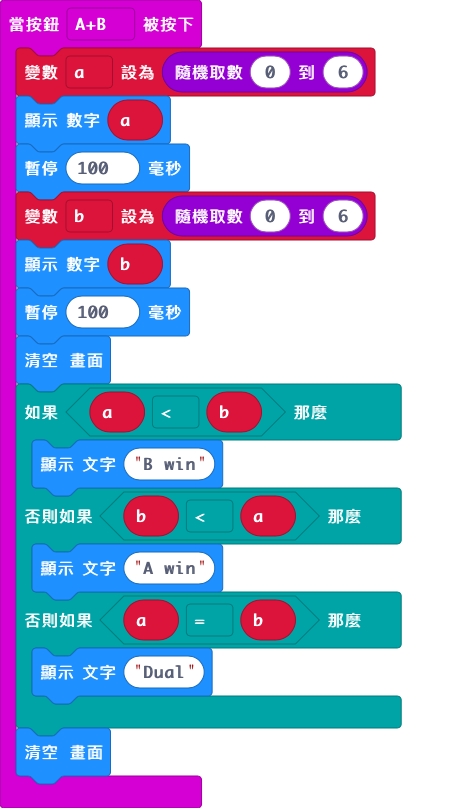 當按鈕 A+B 被按下
變數 a 設為 隨機取數 0 到 6
顯示 數字 a
暫停 100 毫秒
變數 b 設為 隨機取數 0 到 6
顯示 數字 b
暫停 100 毫秒
清空 畫面
如果 a < b 那麼
顯示 文字 "B win"
否則如果 b < a 那麼
顯示 文字 "A win"
否則如果 a = b 那麼
顯示 文字 "Dual"
清空 畫面